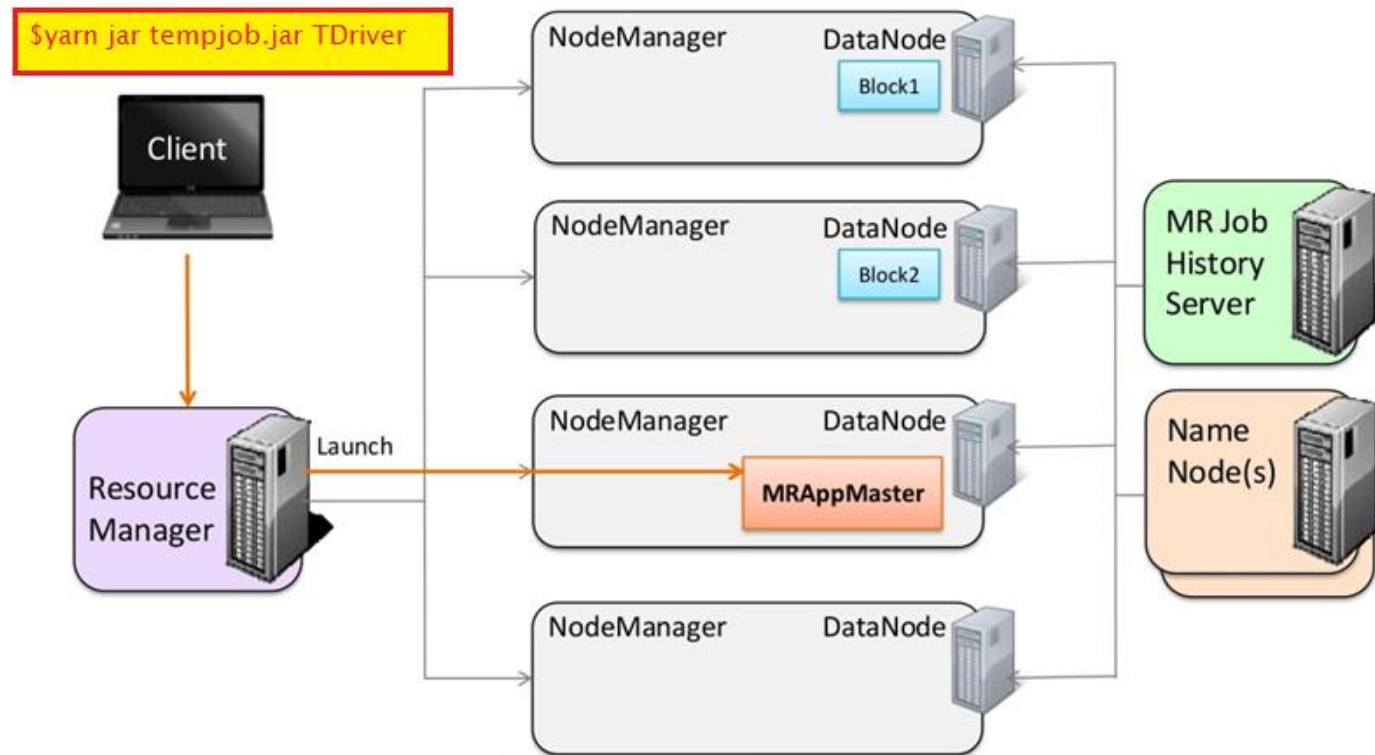 $yarn jar tempjob.jar TDriver
Client
Resource
Manager
Launch
NodeManager
DataNode
Block1
NodeManager
DataNode
Block2
NodeManager
DataNode
MRAppMaster
NodeManager
DataNode
MR Job
History
Server
Name
Node(s)